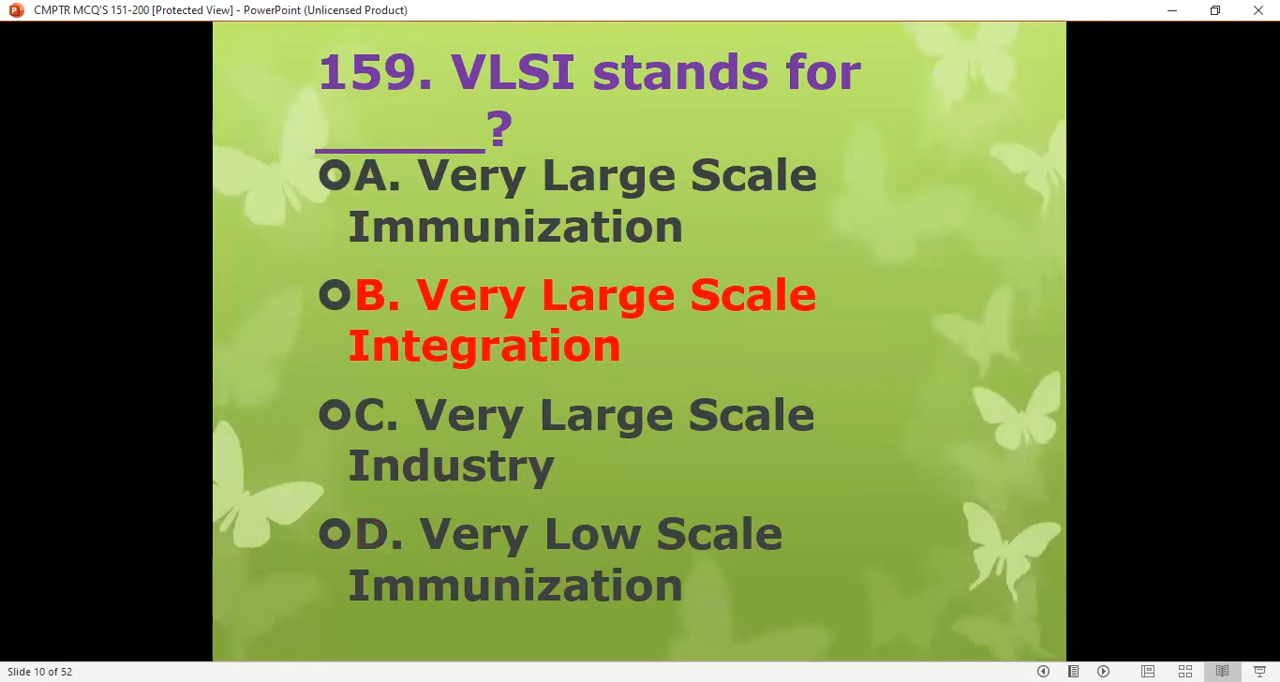 CMPTR MCQ'S 151-200 [Protected View] - PowerPoint (Unlicensed Product)
159. VLSI stands for
______?
A. Very Large Scale
Immunization
B. Very Large Scale
Integration
C. Very Large Scale
Industry
D. Very Low Scale
Immunization
Slide 10 of 52